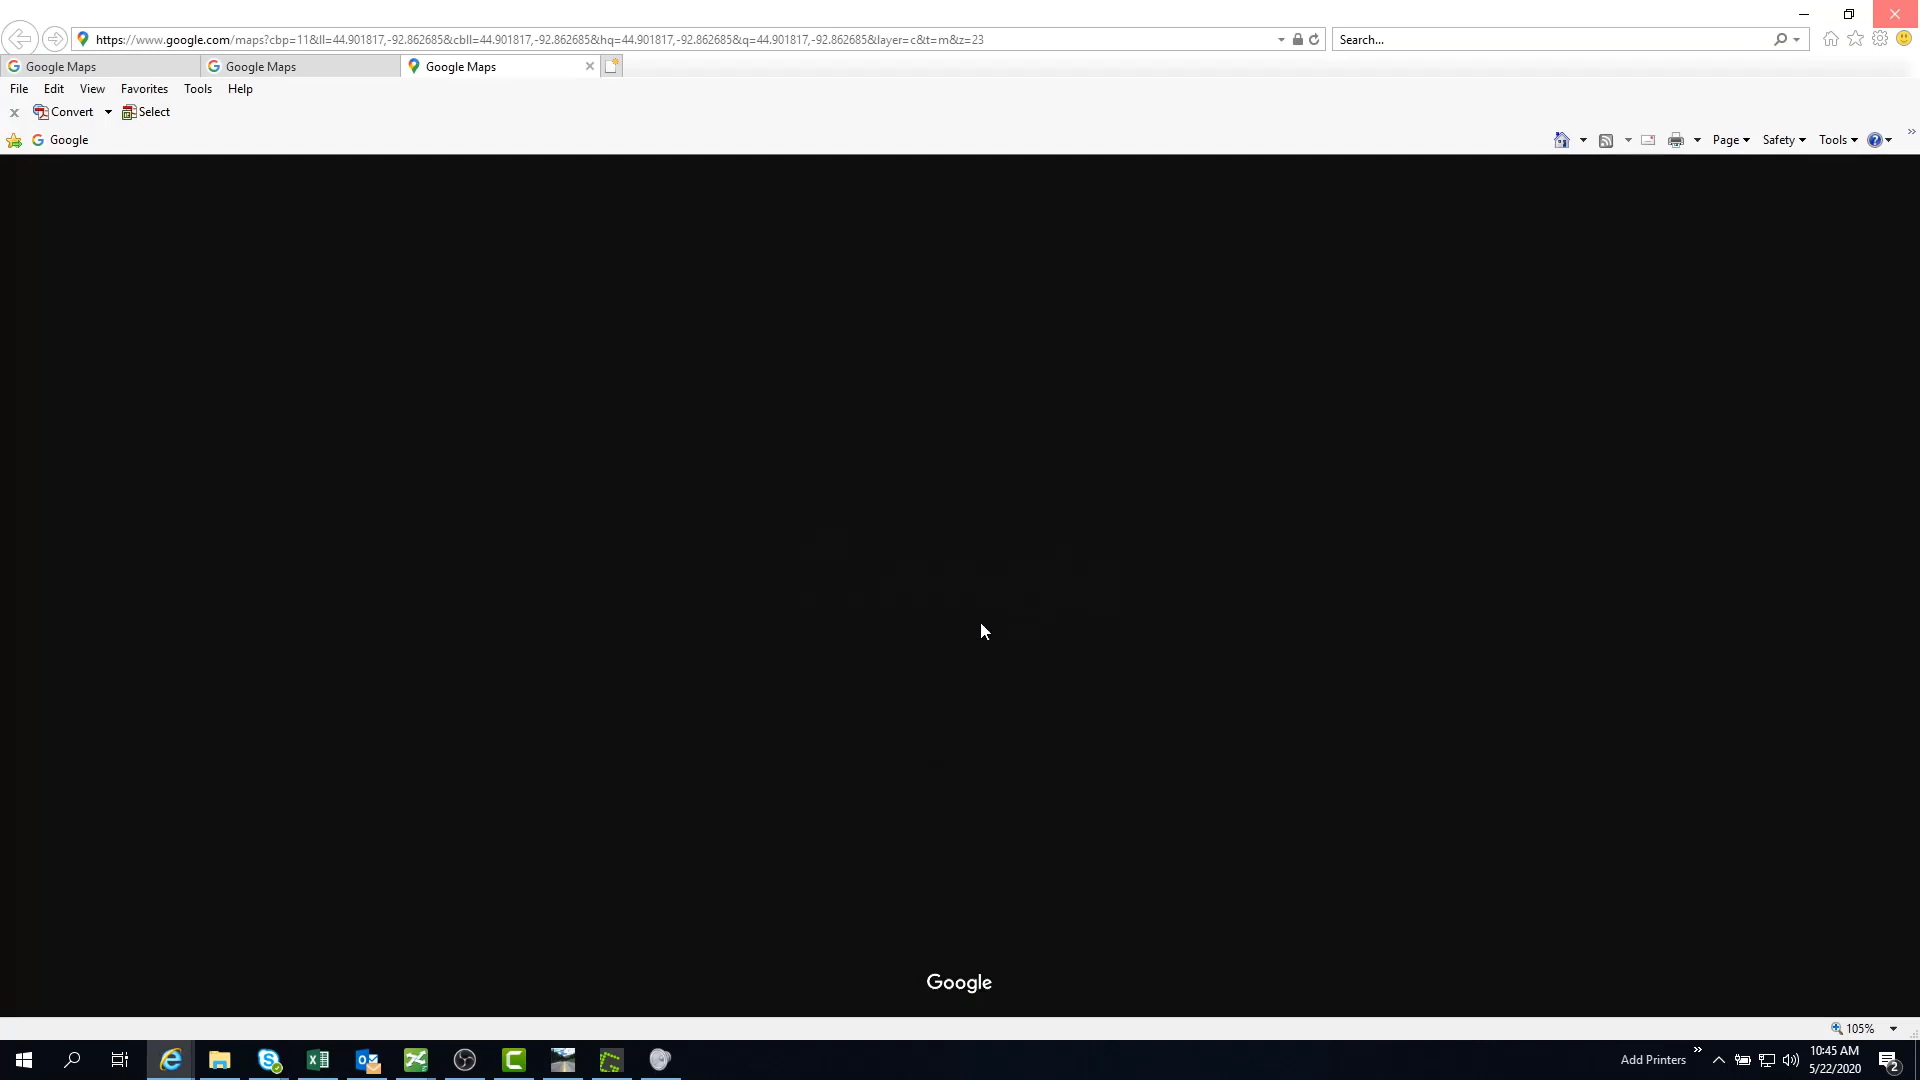 https://www.google.com/maps?cbp=11&ll=44.901817,-92.862685&cbll=44.901817,-92.862685&hq=44.901817,-92.862685&q=44.901817,-92.862685&layer=c&t=m&z=23
Search...
Google Maps
Google Maps
Google Maps
File Edit View Favorites Tools Help
Convert Select
Google
Page Safety Tools
Google
105%
Add Printers
10:45 AM
5/22/2020
2